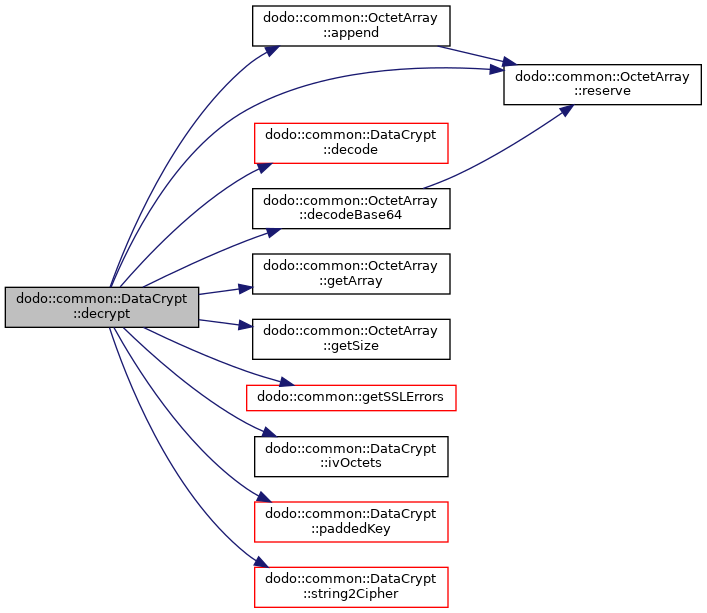 dodo::common::OctetArray
::append
dodo::common::OctetArray
::reserve
dodo::common::DataCrypt
::decode
dodo::common::OctetArray
::decodeBase64
dodo::common::OctetArray
::getArray
dodo::common::DataCrypt
::decrypt
dodo::common::OctetArray
::getSize
dodo::common::getSSLErrors
dodo::common::DataCrypt
::ivOctets
dodo::common::DataCrypt
::paddedKey
dodo::common::DataCrypt
::string2Cipher